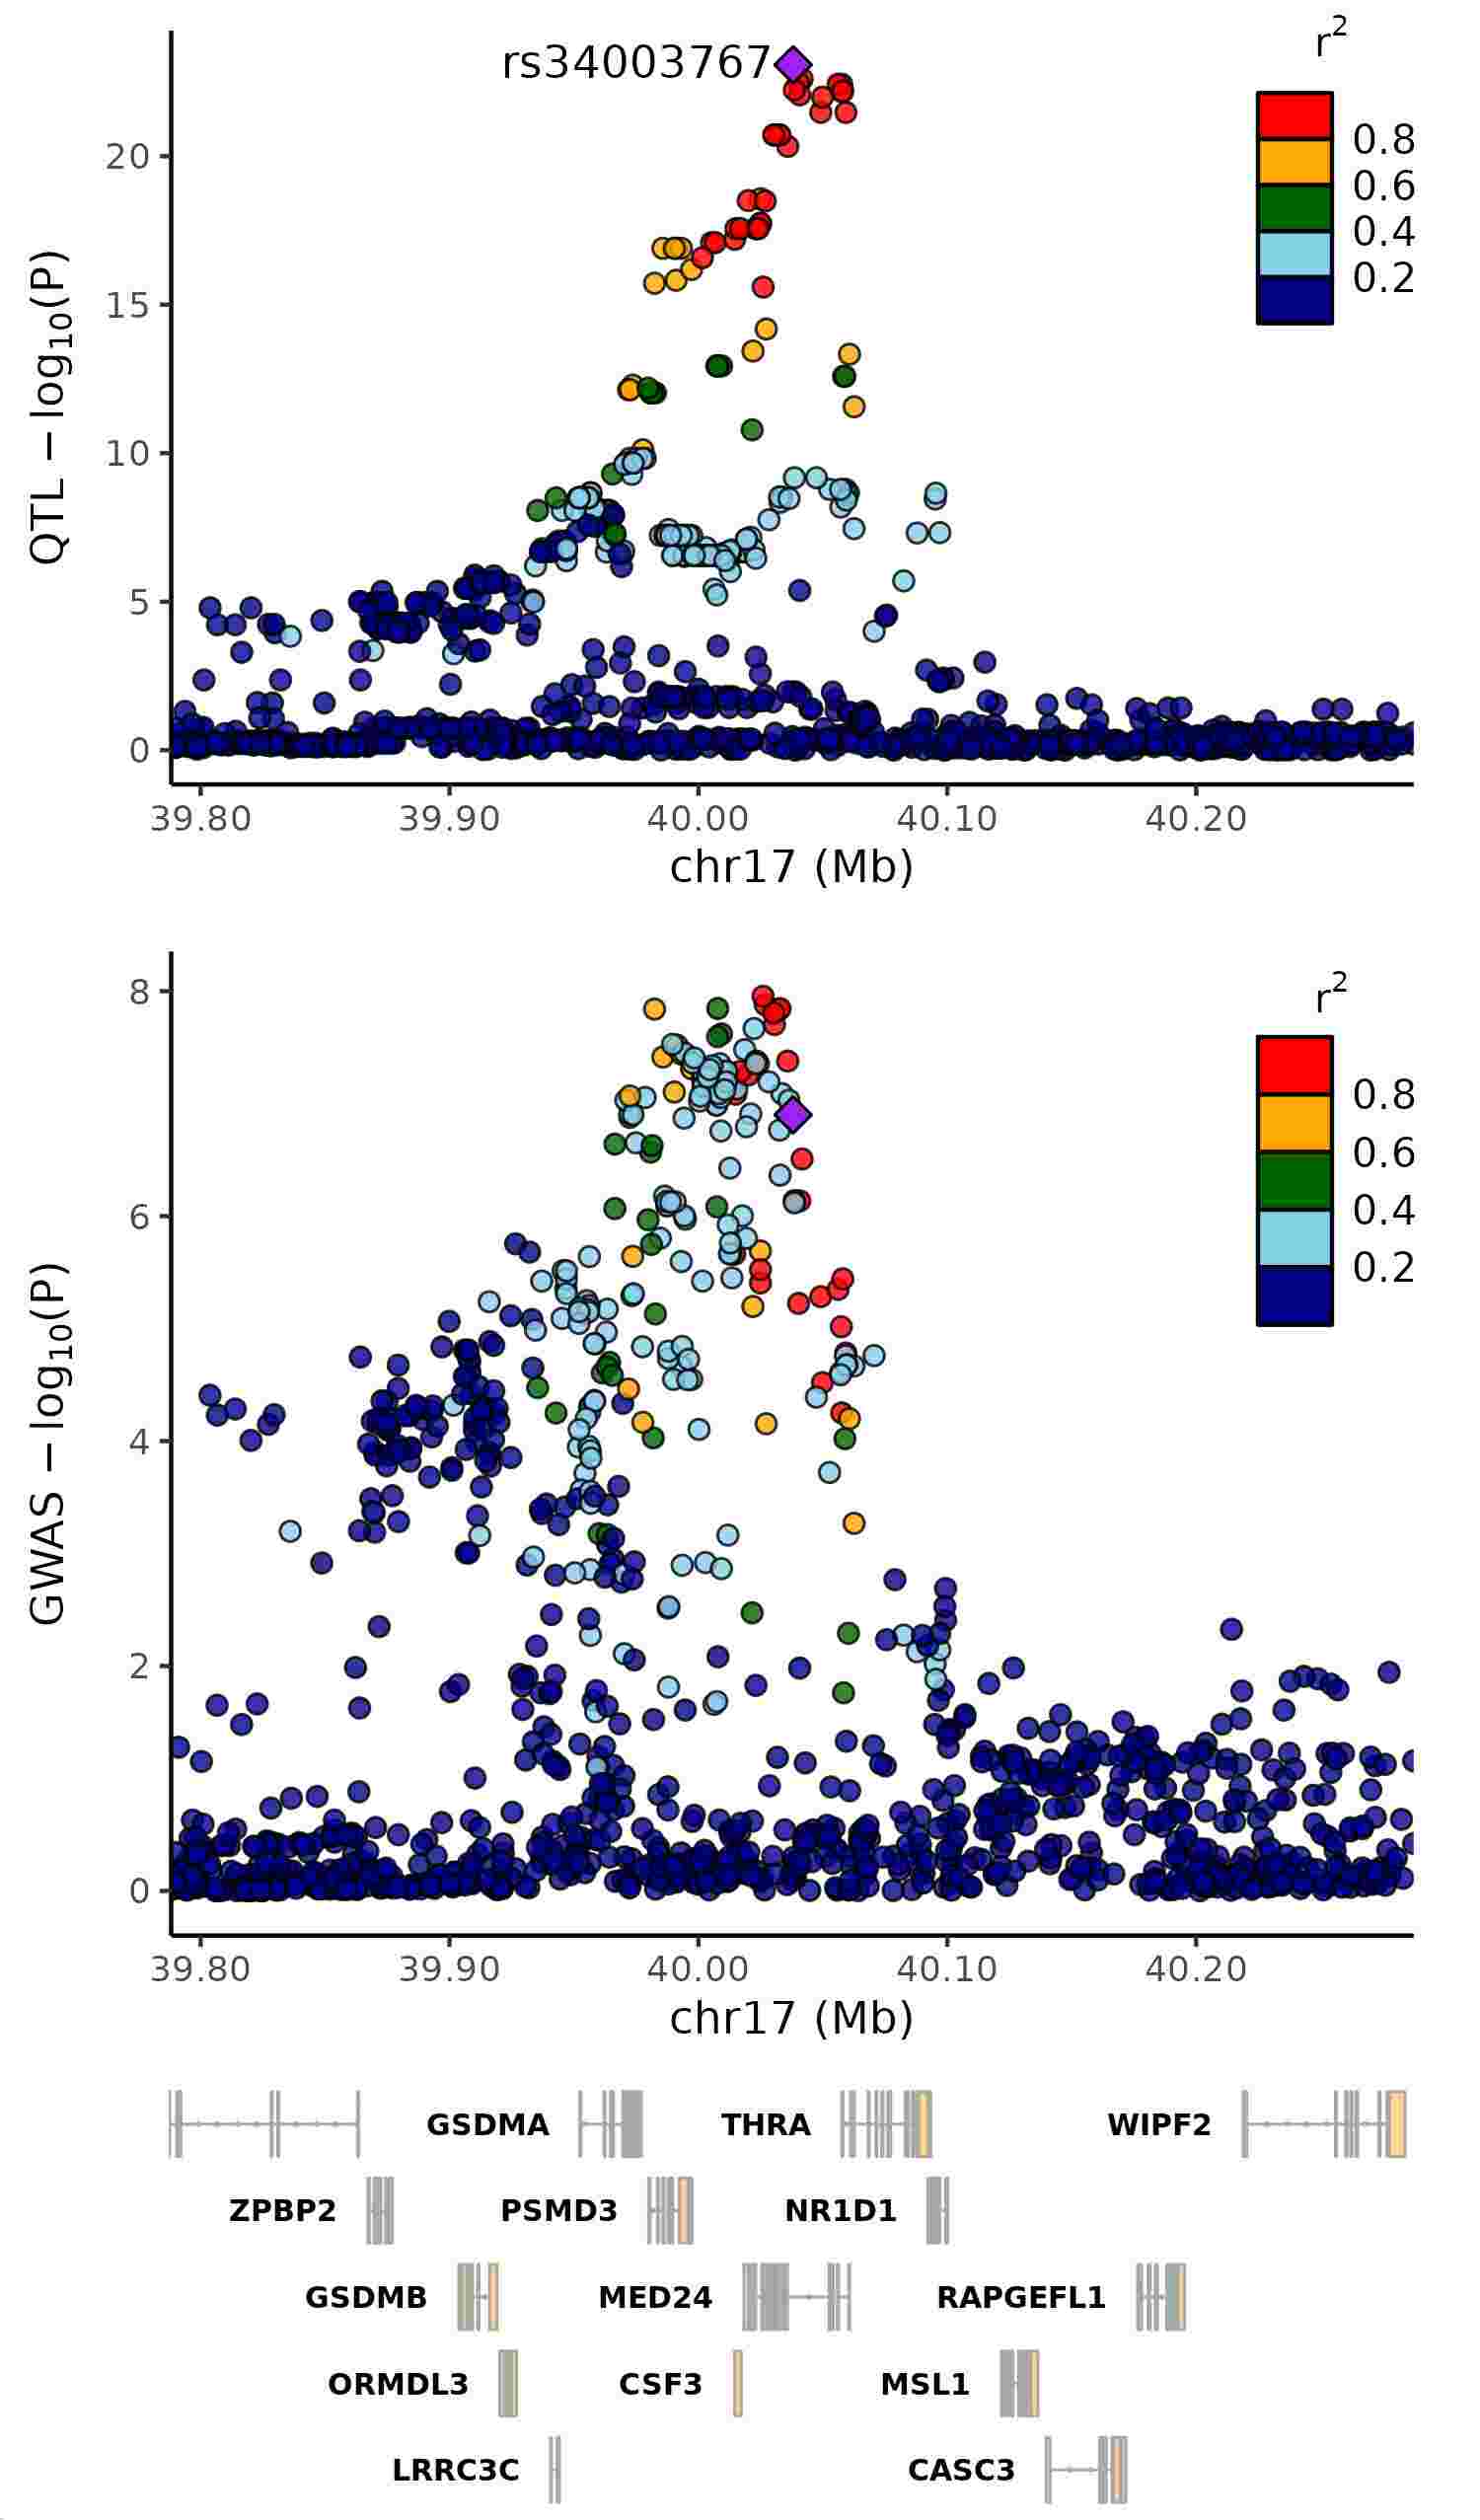 r²
rs34003767
0.8
0.6
0.4
0.2
20
15
10
5
0
QTL − log₁₀(P)
39.80 39.90 40.00 40.10 40.20
chr17 (Mb)
r²
0.8
0.6
0.4
0.2
8
6
4
2
0
GWAS − log₁₀(P)
39.80 39.90 40.00 40.10 40.20
chr17 (Mb)
GSDMA THRA WIPF2
ZPBP2 PSMD3 NR1D1
GSDMB MED24 RAPGEFL1
ORMDL3 CSF3 MSL1
LRRC3C CASC3